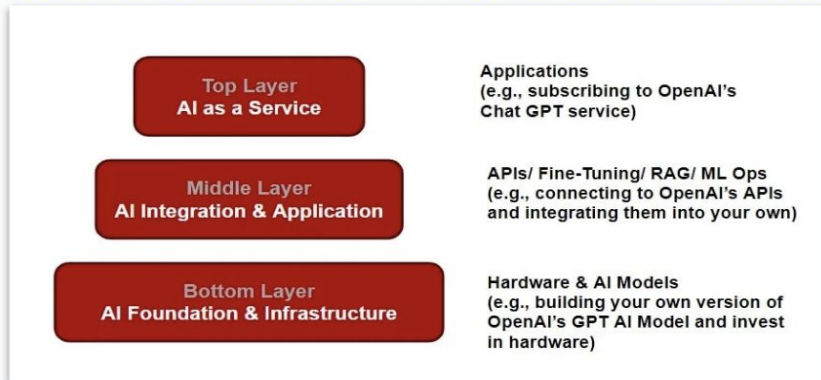 Top Layer
AI as a Service
Applications
(e.g., subscribing to OpenAI's
Chat GPT service)
Middle Layer
AI Integration & Application
APIs/ Fine-Tuning/ RAG/ ML Ops
(e.g., connecting to OpenAI's APIs
and integrating them into your own)
Bottom Layer
AI Foundation & Infrastructure
Hardware & AI Models
(e.g., building your own version of
OpenAI's GPT AI Model and invest
in hardware)